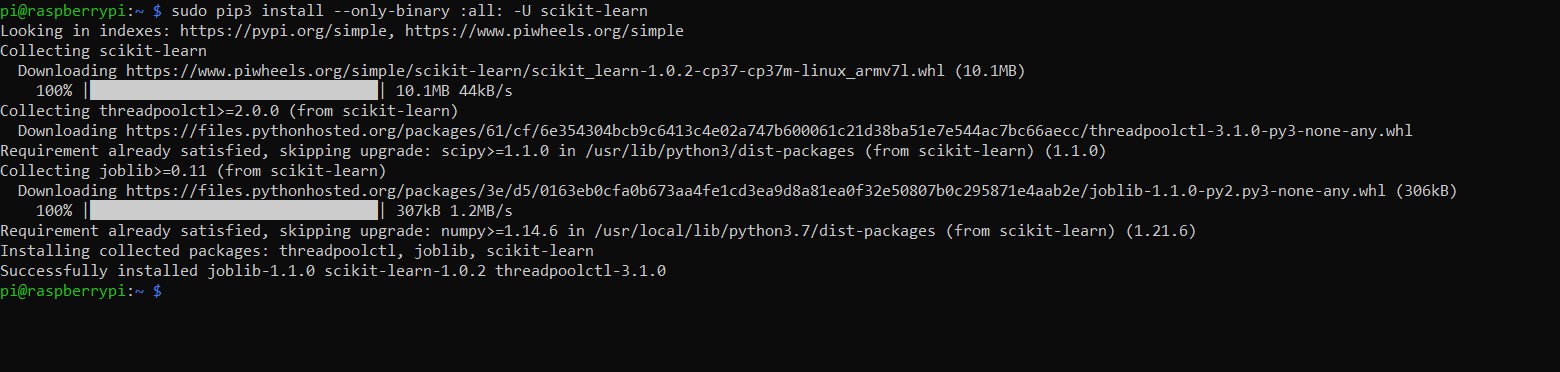 pi@raspberrypi:~ $ sudo pip3 install --only-binary :all: -U scikit-learn
Looking in indexes: https://pypi.org/simple, https://www.piwheels.org/simple
Collecting scikit-learn
  Downloading https://www.piwheels.org/simple/scikit-learn/scikit_learn-1.0.2-cp37-cp37m-linux_armv7l.whl (10.1MB)
    100% |████████████████████████████████| 10.1MB 44kB/s
Collecting threadpoolctl>=2.0.0 (from scikit-learn)
  Downloading https://files.pythonhosted.org/packages/61/cf/6e354304bcb9c6413c4e02a747b600061c21d38ba51e7e544ac7bc66aecc/threadpoolctl-3.1.0-py3-none-any.whl
Requirement already satisfied, skipping upgrade: scipy>=1.1.0 in /usr/lib/python3/dist-packages (from scikit-learn) (1.1.0)
Collecting joblib>=0.11 (from scikit-learn)
  Downloading https://files.pythonhosted.org/packages/3e/d5/0163eb0cfa0b673aa4fe1cd3ea9d8a81ea0f32e50807b0c295871e4aab2e/joblib-1.1.0-py2.py3-none-any.whl (306kB)
    100% |████████████████████████████████| 307kB 1.2MB/s
Requirement already satisfied, skipping upgrade: numpy>=1.14.6 in /usr/local/lib/python3.7/dist-packages (from scikit-learn) (1.21.6)
Installing collected packages: threadpoolctl, joblib, scikit-learn
Successfully installed joblib-1.1.0 scikit-learn-1.0.2 threadpoolctl-3.1.0
pi@raspberrypi:~ $